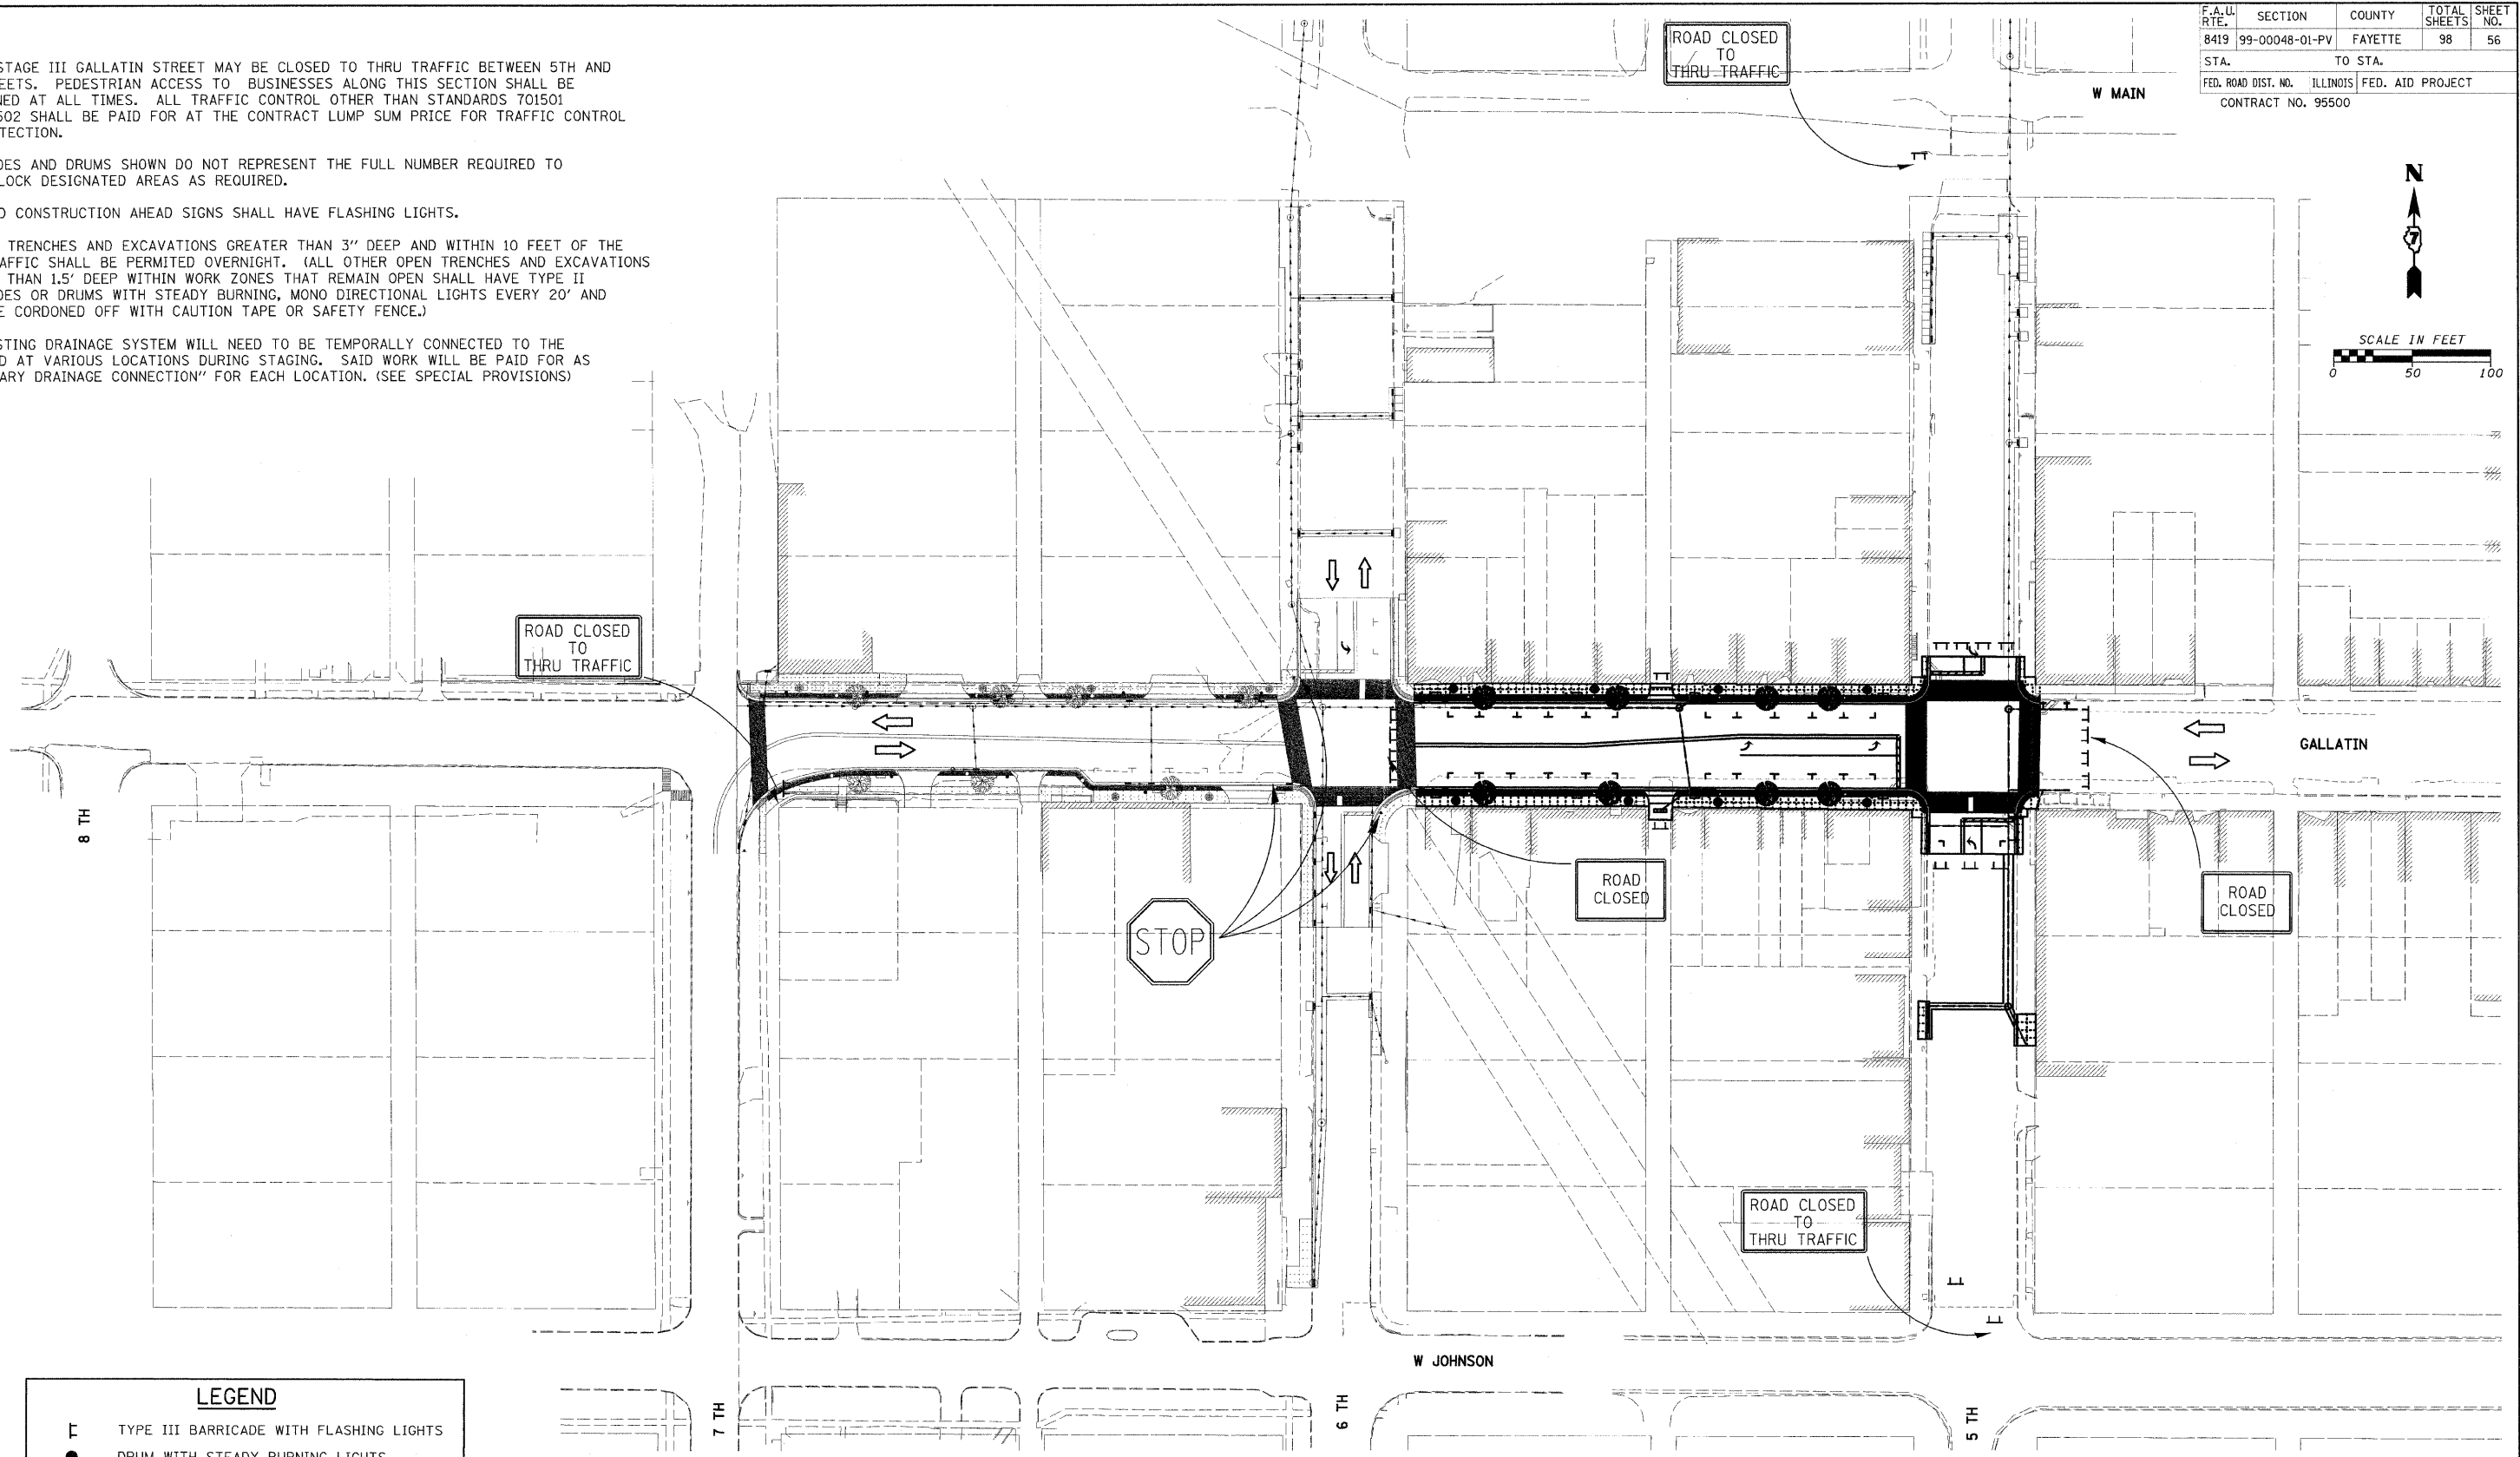 STAGE III GALLATIN STREET MAY BE CLOSED TO THRU TRAFFIC BETWEEN 5TH AND
EETS. PEDESTRIAN ACCESS TO BUSINESSES ALONG THIS SECTION SHALL BE
NED AT ALL TIMES. ALL TRAFFIC CONTROL OTHER THAN STANDARDS 701501
502 SHALL BE PAID FOR AT THE CONTRACT LUMP SUM PRICE FOR TRAFFIC CONTROL
TECTION.
DES AND DRUMS SHOWN DO NOT REPRESENT THE FULL NUMBER REQUIRED TO
LOCK DESIGNATED AREAS AS REQUIRED.
D CONSTRUCTION AHEAD SIGNS SHALL HAVE FLASHING LIGHTS.
TRENCHES AND EXCAVATIONS GREATER THAN 3" DEEP AND WITHIN 10 FEET OF THE
AFFIC SHALL BE PERMITED OVERNIGHT. (ALL OTHER OPEN TRENCHES AND EXCAVATIONS
THAN 1.5' DEEP WITHIN WORK ZONES THAT REMAIN OPEN SHALL HAVE TYPE II
DES OR DRUMS WITH STEADY BURNING, MONO DIRECTIONAL LIGHTS EVERY 20' AND
E CORDONED OFF WITH CAUTION TAPE OR SAFETY FENCE.)
STING DRAINAGE SYSTEM WILL NEED TO BE TEMPORALLY CONNECTED TO THE
D AT VARIOUS LOCATIONS DURING STAGING. SAID WORK WILL BE PAID FOR AS
ARY DRAINAGE CONNECTION" FOR EACH LOCATION. (SEE SPECIAL PROVISIONS)
F.A.U. RTE. SECTION COUNTY TOTAL SHEETS SHEET NO.
8419 99-00048-01-PV FAYETTE 98 56
STA. TO STA.
FED. ROAD DIST. NO. ILLINOIS FED. AID PROJECT
CONTRACT NO. 95500
ROAD CLOSED
TO
THRU TRAFFIC
W MAIN
N
7
SCALE IN FEET
0 50 100
ROAD CLOSED
TO
THRU TRAFFIC
GALLATIN
8 TH
STOP
ROAD
CLOSED
ROAD
CLOSED
ROAD CLOSED
TO
THRU TRAFFIC
W JOHNSON
7 TH
6 TH
5 TH
LEGEND
TYPE III BARRICADE WITH FLASHING LIGHTS
DRUM WITH STEADY BURNING LIGHTS